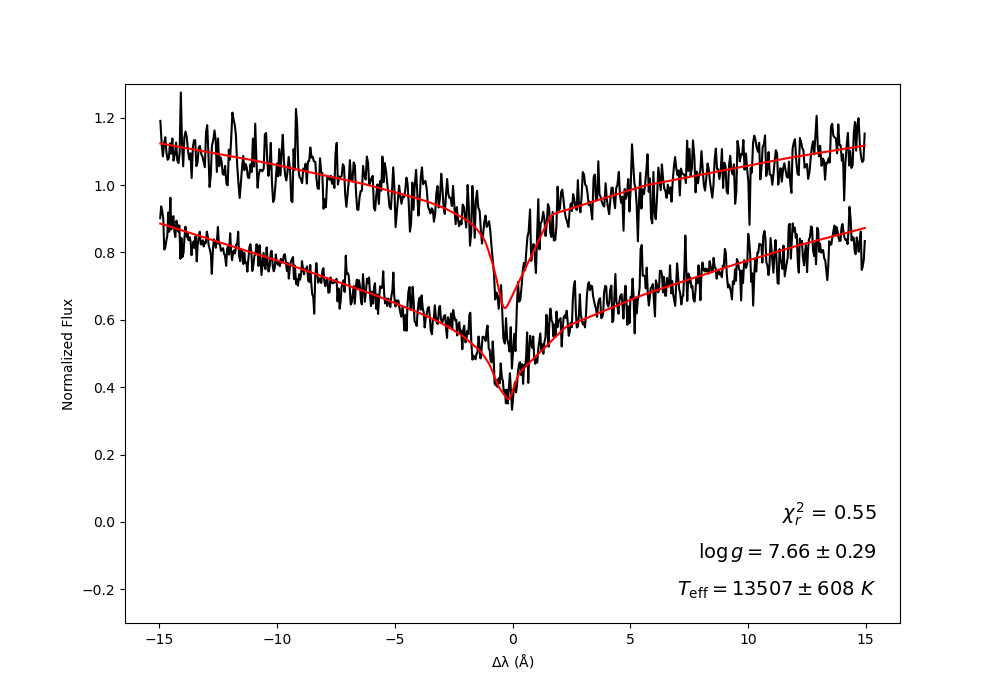 1.2
1.0
0.8
0.6
0.4
0.2
0.0
−0.2
Normalized Flux
χ²ᵣ = 0.55
log g = 7.66 ± 0.29
T_eff = 13507 ± 608 K
−15 −10 −5 0 5 10 15
Δλ (Å)